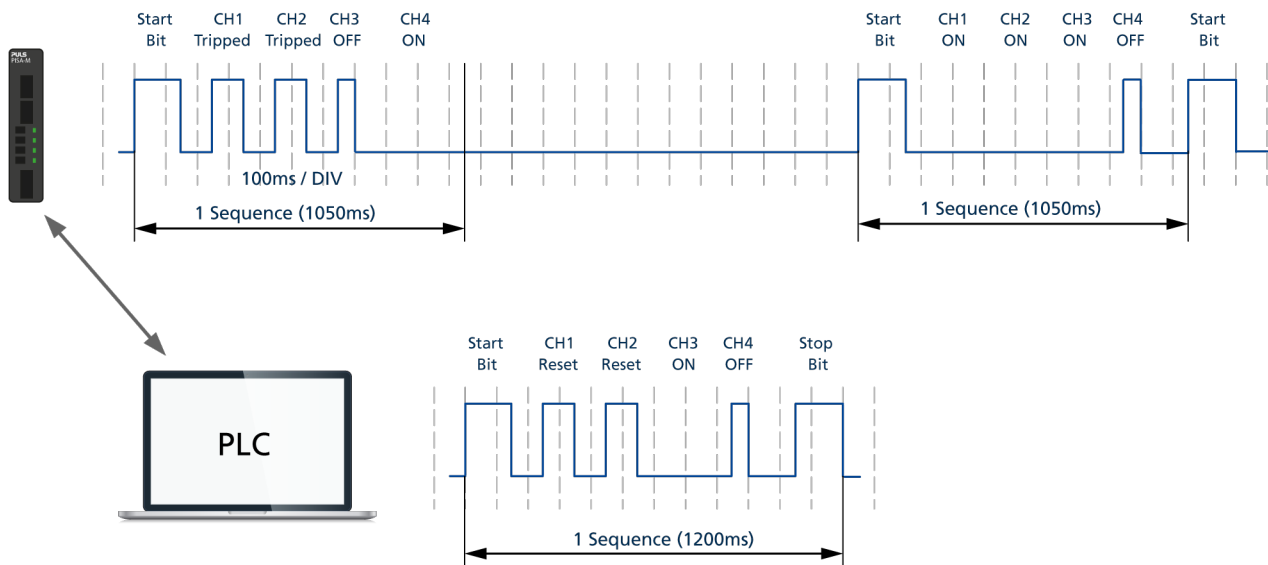 Start CH1 CH2 CH3 CH4
Bit Tripped Tripped OFF ON
Start CH1 CH2 CH3 CH4 Start
Bit ON ON ON OFF Bit
PULS
PISA-M
100ms / DIV
1 Sequence (1050ms)
1 Sequence (1050ms)
Start CH1 CH2 CH3 CH4 Stop
Bit Reset Reset ON OFF Bit
PLC
1 Sequence (1200ms)